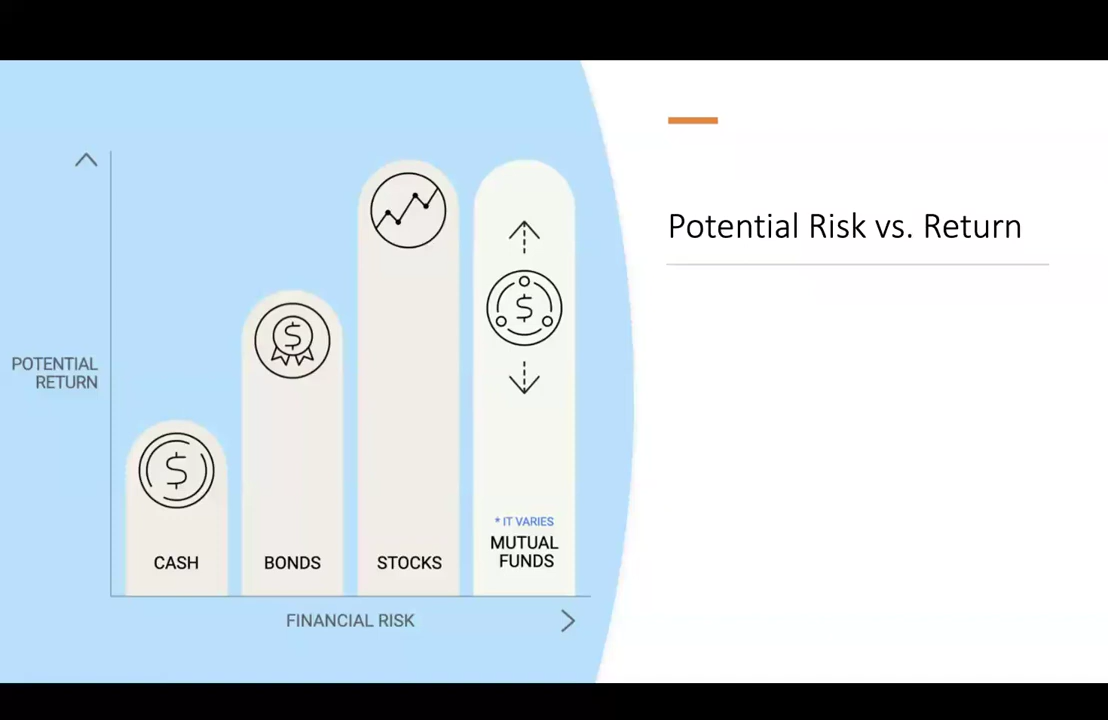 Potential Risk vs. Return
POTENTIAL
RETURN
$
CASH
$
BONDS
STOCKS
$
* IT VARIES
MUTUAL
FUNDS
FINANCIAL RISK